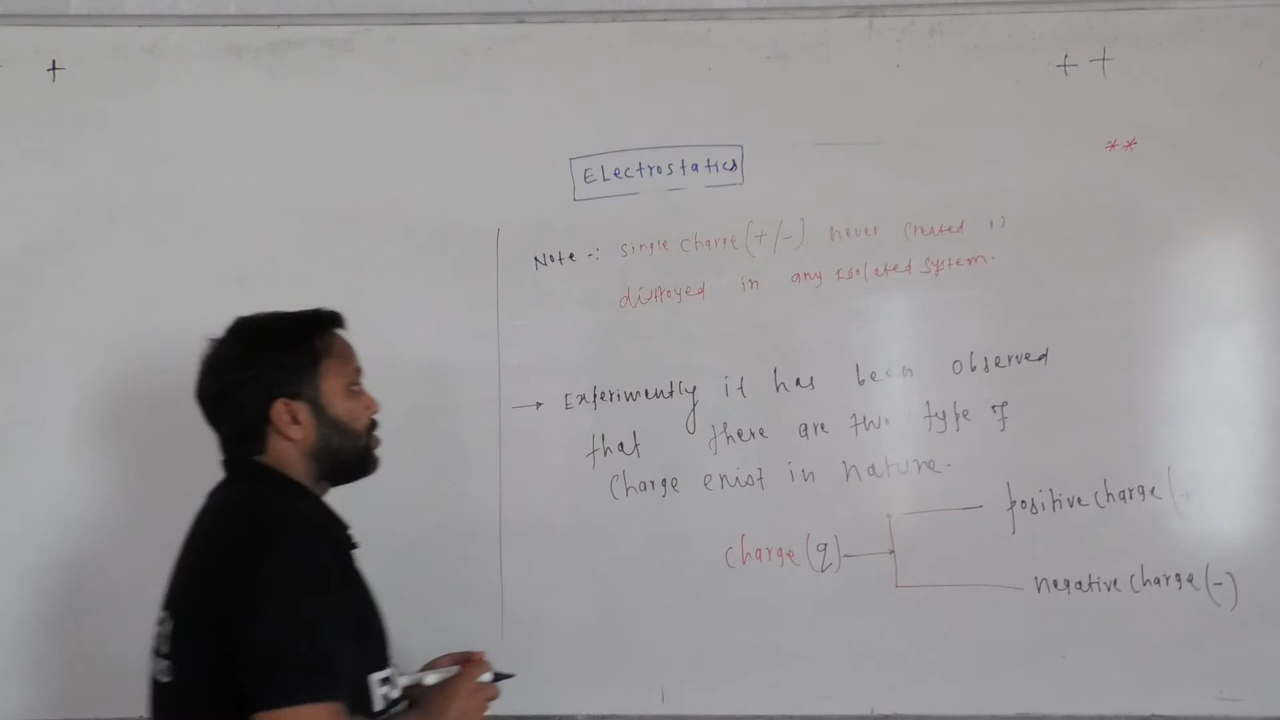 +
++
**
Electrostatics
Note -: single charge (+/-) never created or
distroyed in any isolated system.
→ Experimently it has been observed
that there are two type of
charge exist in nature.
positive charge (+
charge (q)
negative charge (-)